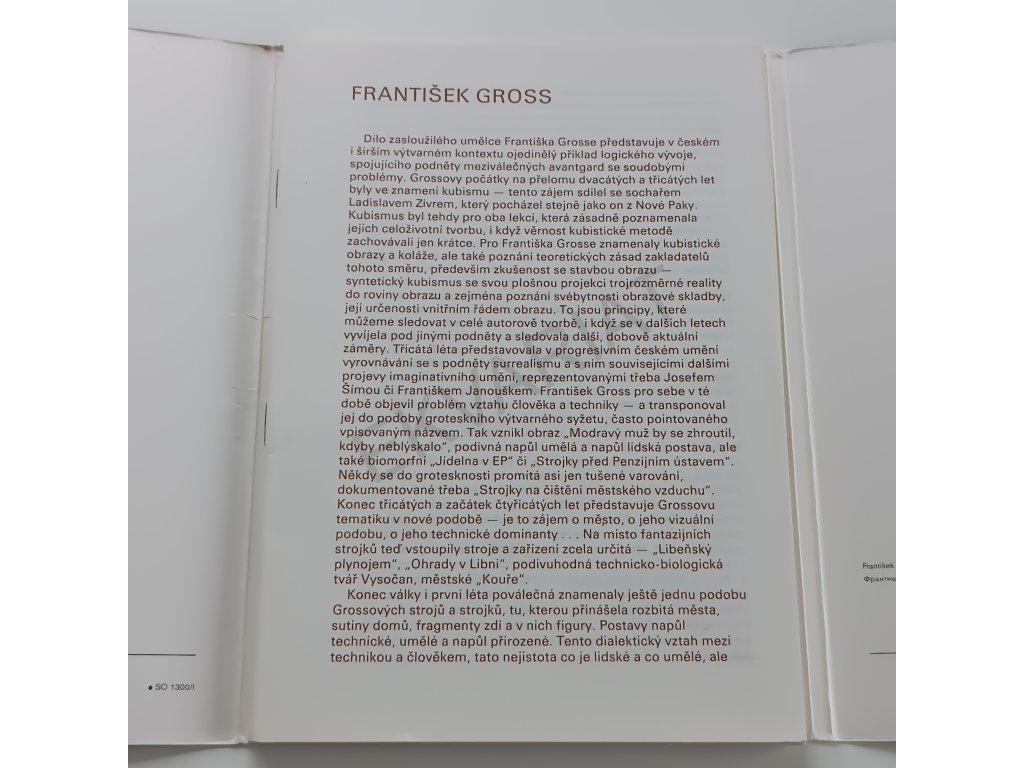 FRANTIŠEK GROSS
Dílo zasloužilého umělce Františka Grosse představuje v českém
i širším výtvarném kontextu ojedinělý příklad logického vývoje,
spojujícího podněty meziválečných avantgard se soudobými
problémy. Grossovy počátky na přelomu dvacátých a třicátých let
byly ve znamení kubismu — tento zájem sdílel se sochařem
Ladislavem Zívrem, který pocházel stejně jako on z Nové Paky.
Kubismus byl tehdy pro oba lekcí, která zásadně poznamenala
jejich celoživotní tvorbu, i když věrnost kubistické metodě
zachovávali jen krátce. Pro Františka Grosse znamenaly kubistické
obrazy a koláže, ale také poznání teoretických zásad zakladatelů
tohoto směru, především zkušenost se stavbou obrazu —
syntetický kubismus se svou plošnou projekcí trojrozměrné reality
do roviny obrazu a zejména poznání svébytnosti obrazové skladby,
její určenosti vnitřním řádem obrazu. To jsou principy, které
můžeme sledovat v celé autorově tvorbě, i když se v dalších letech
vyvíjela pod jinými podněty a sledovala další, dobově aktuální
záměry. Třicátá léta představovala v progresivním českém umění
vyrovnávání se s podněty surrealismu a s ním souvisejícími dalšími
projevy imaginativního umění, reprezentovanými třeba Josefem
Šímou či Františkem Janouškem. František Gross pro sebe v té
době objevil problém vztahu člověka a techniky — a transponoval
jej do podoby groteskního výtvarného syžetu, často pointovaného
vpisovaným názvem. Tak vznikl obraz „Modravý muž by se zhroutil,
kdyby neblýskalo“, podivná napůl umělá a napůl lidská postava, ale
také biomorfní „Jídelna v EP“ či „Strojky před Penzijním ústavem“.
Někdy se do grotesknosti promítá asi jen tušené varování,
dokumentované třeba „Strojky na čištění městského vzduchu“.
Konec třicátých a začátek čtyřicátých let představuje Grossovu
tematiku v nové podobě — je to zájem o město, o jeho vizuální
podobu, o jeho technické dominanty . . . Na místo fantazijních
strojků teď vstoupily stroje a zařízení zcela určitá — „Libeňský
plynojem“, „Ohrady v Libni“, podivuhodná technicko-biologická
tvář Vysočan, městské „Kouře“.
Konec války i první léta poválečná znamenaly ještě jednu podobu
Grossových strojů a strojků, tu, kterou přinášela rozbitá města,
sutiny domů, fragmenty zdí a v nich figury. Postavy napůl
technické, umělé a napůl přirozené. Tento dialektický vztah mezi
technikou a člověkem, tato nejistota co je lidské a co umělé, ale
SO 1300/I
František
Франтиш